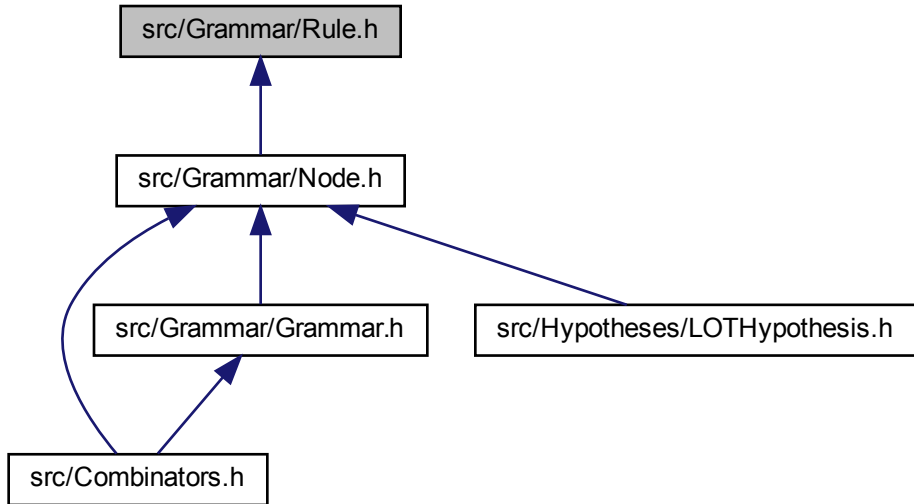 src/Grammar/Rule.h
src/Grammar/Node.h
src/Grammar/Grammar.h
src/Hypotheses/LOTHypothesis.h
src/Combinators.h